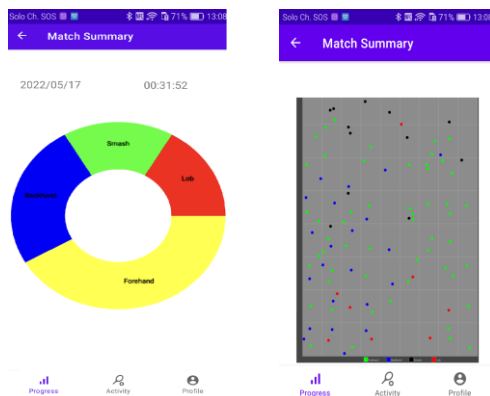 Solo Ch. SOS 71% 13:08
← Match Summary
2022/05/17 00:31:52
Smash
Lob
Backhand
Forehand
Progress Activity Profile
Solo Ch. SOS 71% 13:08
← Match Summary
Progress Activity Profile